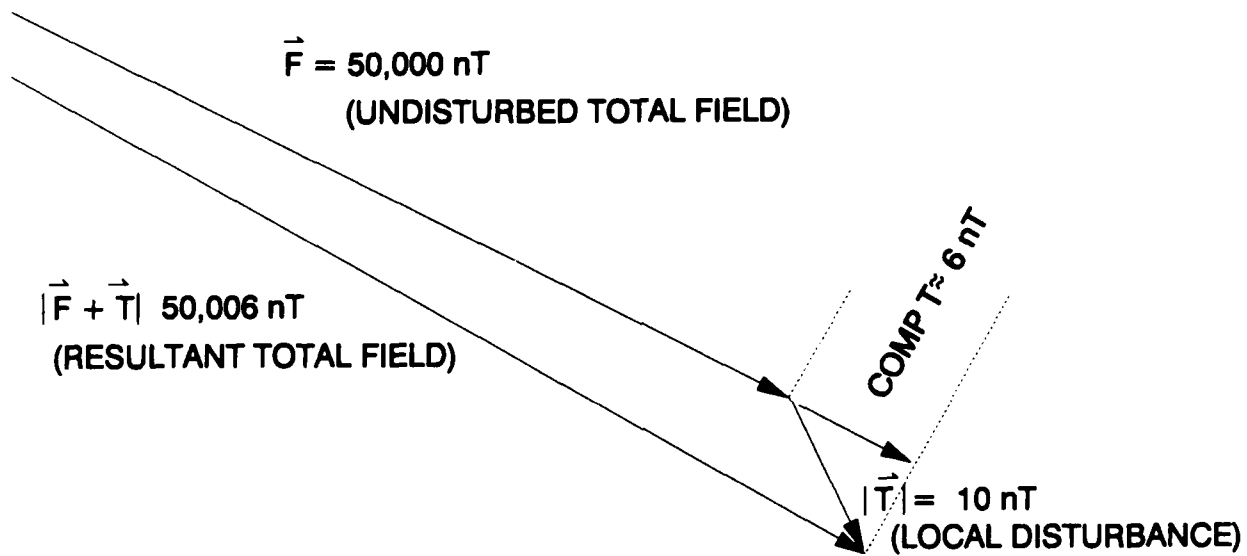 F⃗ = 50,000 nT
(UNDISTURBED TOTAL FIELD)
COMP T ≈ 6 nT
|F⃗ + T⃗| 50,006 nT
(RESULTANT TOTAL FIELD)
|T⃗| = 10 nT
(LOCAL DISTURBANCE)